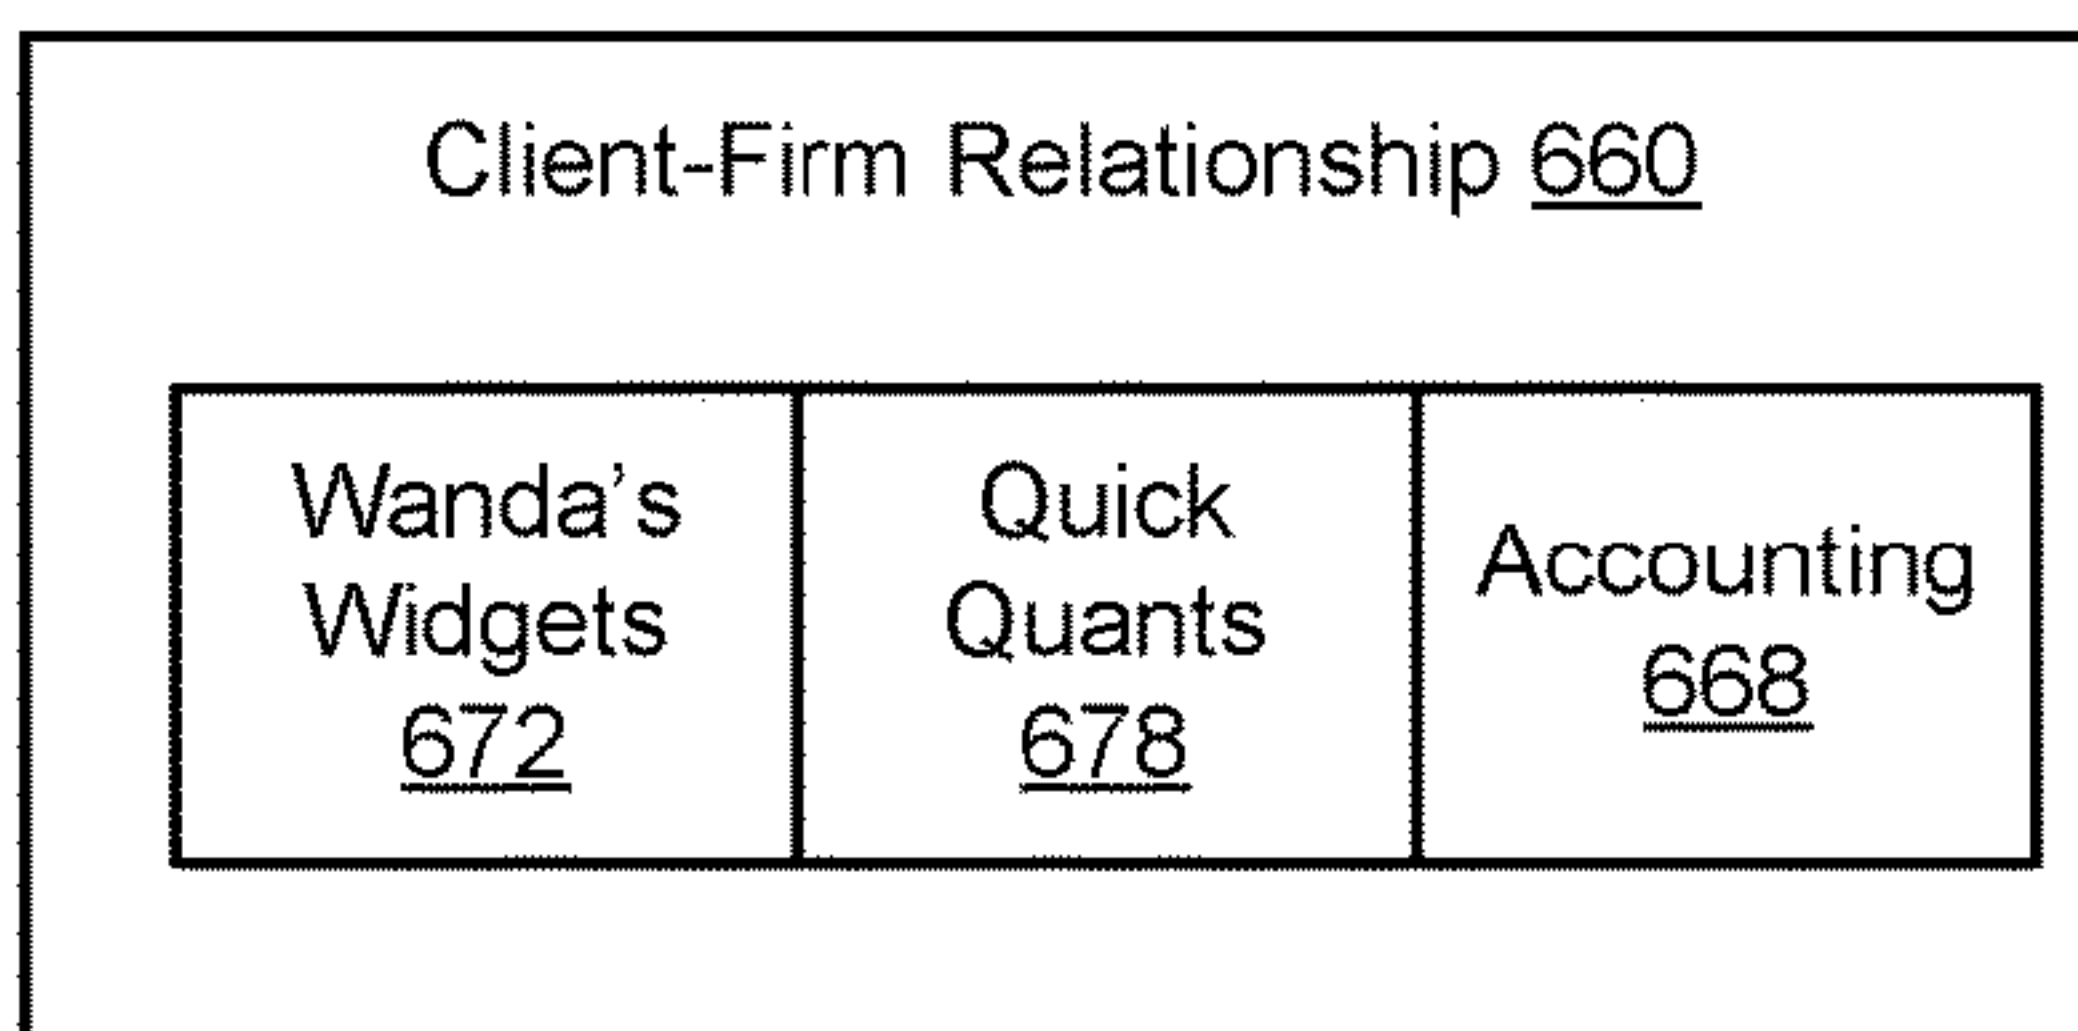 Client-Firm Relationship 660
Wanda's
Widgets
672
Quick
Quants
678
Accounting
668